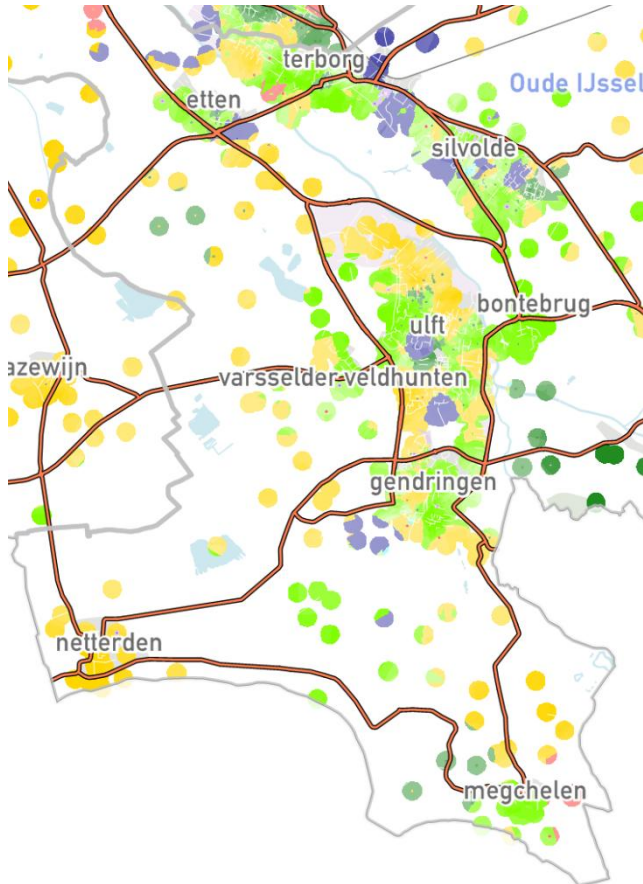 terborg
Oude IJssel
etten
silvolde
bontebrug
ulft
azewijn
varsselder-veldhunten
gendringen
netterden
megchelen